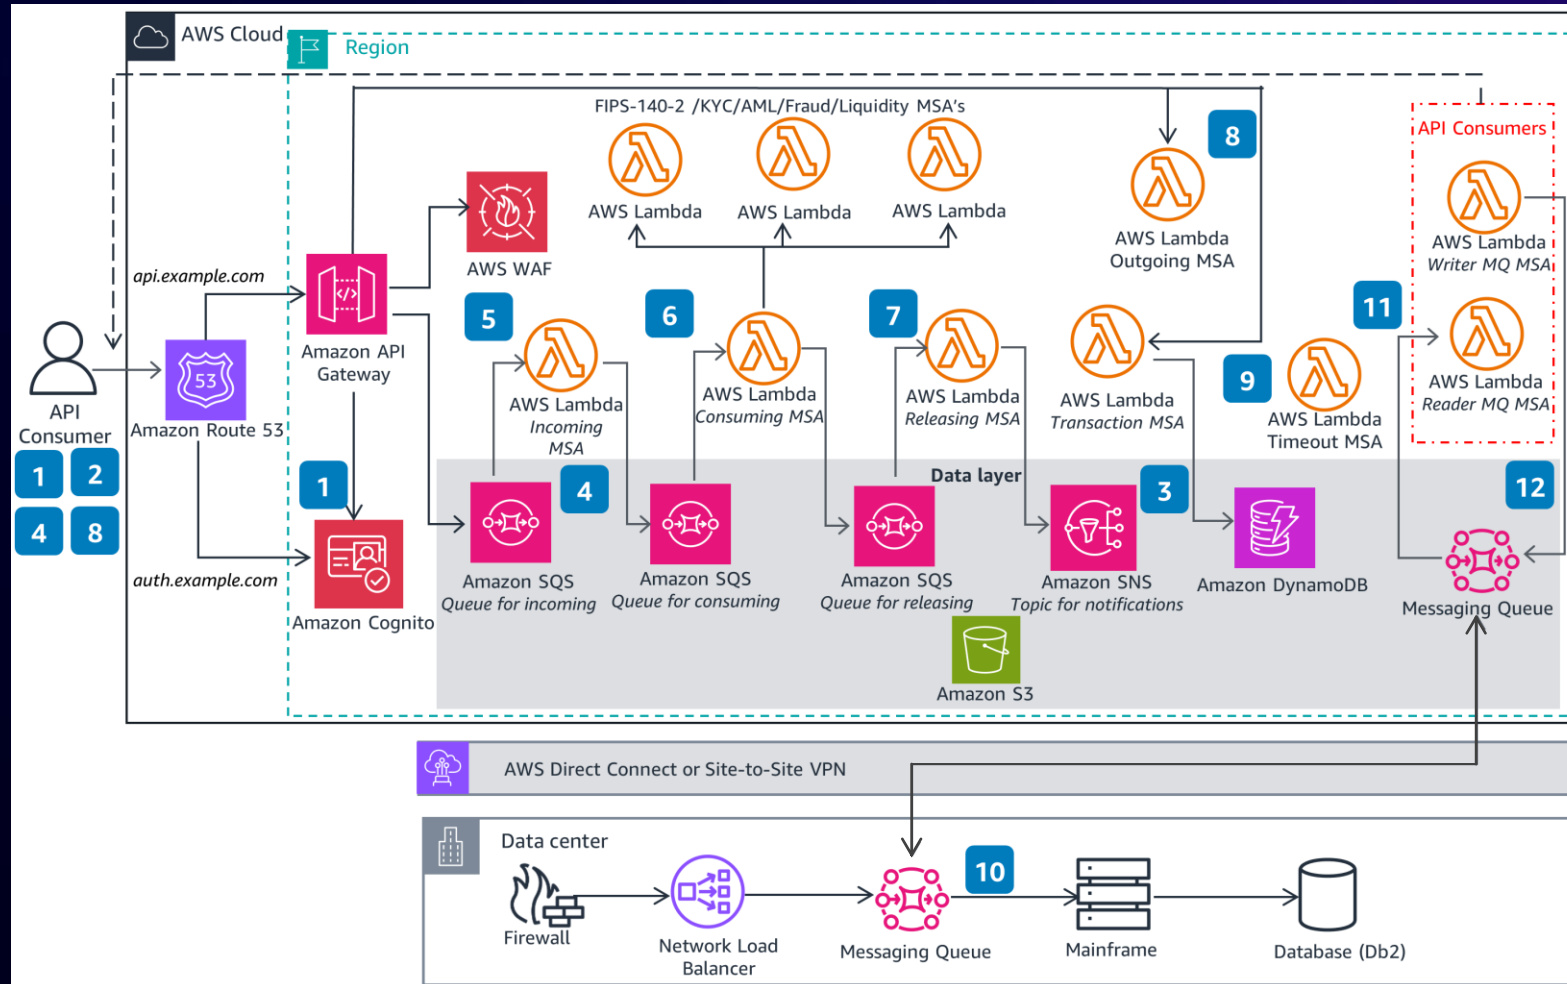 AWS Cloud
Region
FIPS-140-2 /KYC/AML/Fraud/Liquidity MSA's
8
API Consumers
AWS Lambda
AWS Lambda
AWS Lambda
AWS Lambda
Outgoing MSA
AWS Lambda
Writer MQ MSA
AWS WAF
api.example.com
5
6
7
11
Amazon API
Gateway
53
API
Consumer
1
2
4
8
Amazon Route 53
AWS Lambda
Incoming
MSA
AWS Lambda
Consuming MSA
AWS Lambda
Releasing MSA
AWS Lambda
Transaction MSA
9
AWS Lambda
Timeout MSA
AWS Lambda
Reader MQ MSA
1
4
Data layer
3
12
auth.example.com
Amazon Cognito
Amazon SQS
Queue for incoming
Amazon SQS
Queue for consuming
Amazon SQS
Queue for releasing
Amazon SNS
Topic for notifications
Amazon DynamoDB
Messaging Queue
Amazon S3
AWS Direct Connect or Site-to-Site VPN
Data center
10
Firewall
Network Load
Balancer
Messaging Queue
Mainframe
Database (Db2)